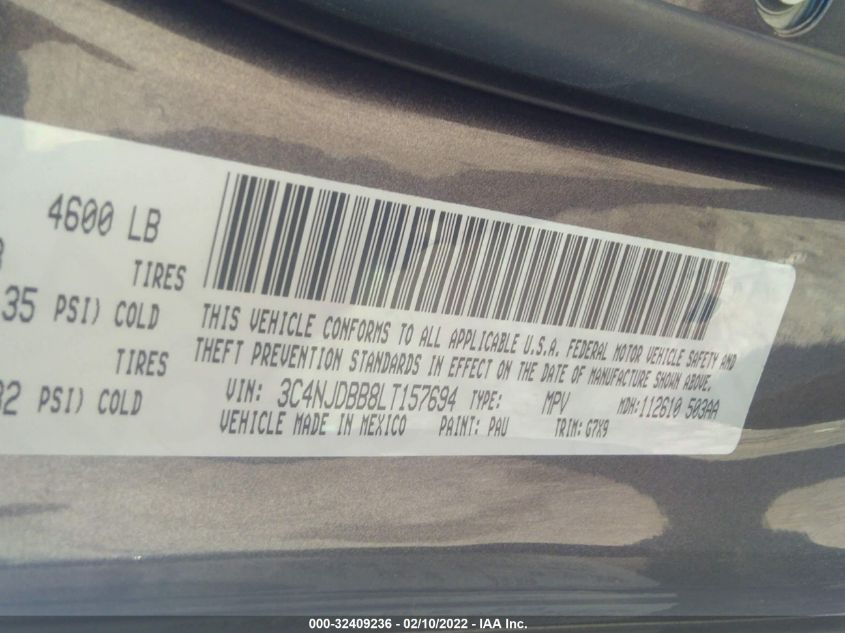 4600 LB
TIRES
35 PSI) COLD
THIS VEHICLE CONFORMS TO ALL APPLICABLE U.S.A. FEDERAL MOTOR VEHICLE SAFETY AND
TIRES
THEFT PREVENTION STANDARDS IN EFFECT ON THE DATE OF MANUFACTURE SHOWN ABOVE.
PSI) COLD
VIN: 3C4NJDBB8LT157694 TYPE: MPV MDH:112610 503AA
VEHICLE MADE IN MEXICO PAINT: PAU TRIM: G7X9
000-32409236 - 02/10/2022 - IAA Inc.